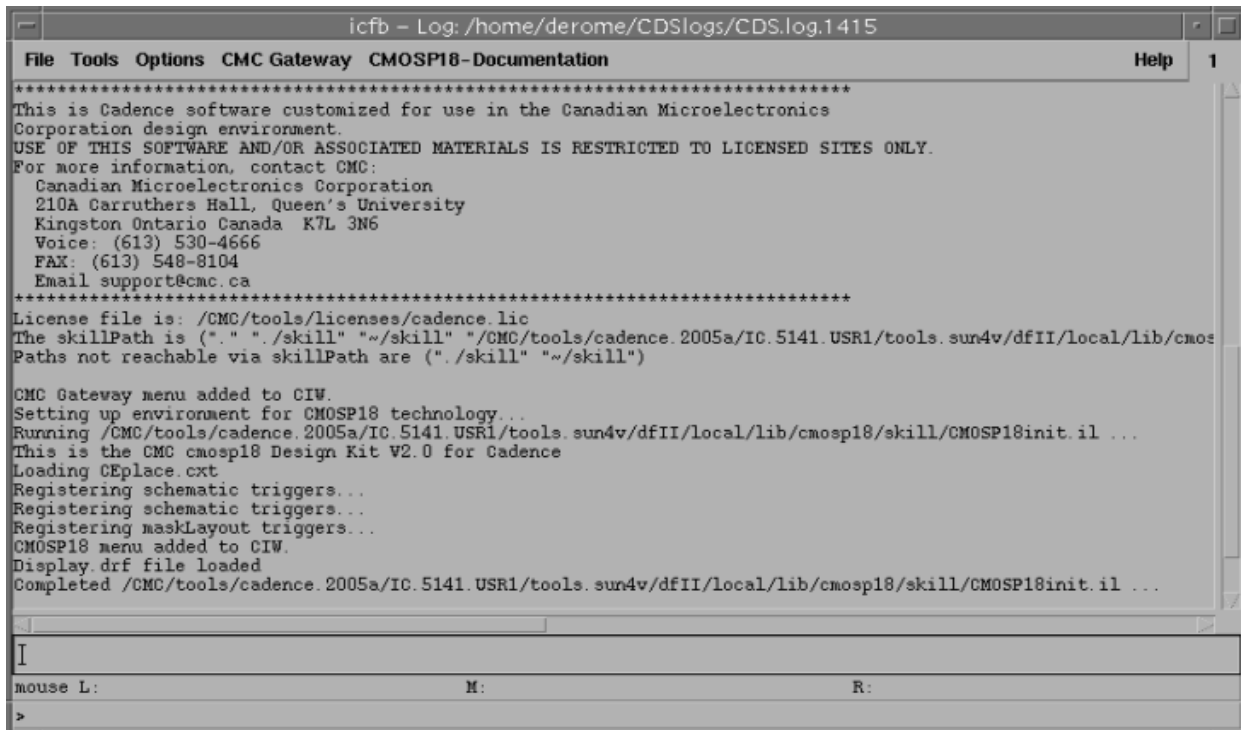 icfb – Log: /home/derome/CDSlogs/CDS.log.1415
File Tools Options CMC Gateway CMOSP18-Documentation Help 1
*******************************************************************************
This is Cadence software customized for use in the Canadian Microelectronics
Corporation design environment.
USE OF THIS SOFTWARE AND/OR ASSOCIATED MATERIALS IS RESTRICTED TO LICENSED SITES ONLY.
For more information, contact CMC:
Canadian Microelectronics Corporation
210A Carruthers Hall, Queen's University
Kingston Ontario Canada K7L 3N6
Voice: (613) 530-4666
FAX: (613) 548-8104
Email support@cmc.ca
*******************************************************************************
License file is: /CMC/tools/licenses/cadence.lic
The skillPath is ("." "./skill" "~/skill" "/CMC/tools/cadence.2005a/IC.5141.USR1/tools.sun4v/dfII/local/lib/cmos
Paths not reachable via skillPath are ("./skill" "~/skill")
CMC Gateway menu added to CIW.
Setting up environment for CMOSP18 technology...
Running /CMC/tools/cadence.2005a/IC.5141.USR1/tools.sun4v/dfII/local/lib/cmosp18/skill/CMOSP18init.il ...
This is the CMC cmosp18 Design Kit V2.0 for Cadence
Loading CEplace.cxt
Registering schematic triggers...
Registering schematic triggers...
Registering maskLayout triggers...
CMOSP18 menu added to CIW.
Display.drf file loaded
Completed /CMC/tools/cadence.2005a/IC.5141.USR1/tools.sun4v/dfII/local/lib/cmosp18/skill/CMOSP18init.il ...
mouse L: M: R:
>